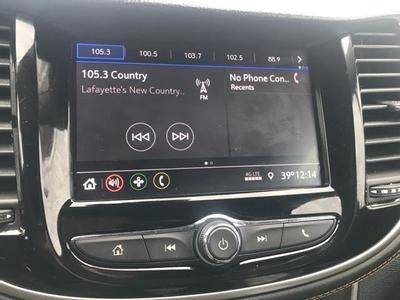 105.3 100.5 103.7 102.5 88.9
105.3 Country
Lafayette's New Country..
FM
No Phone Con..
Recents
4G LTE
39° 12:14